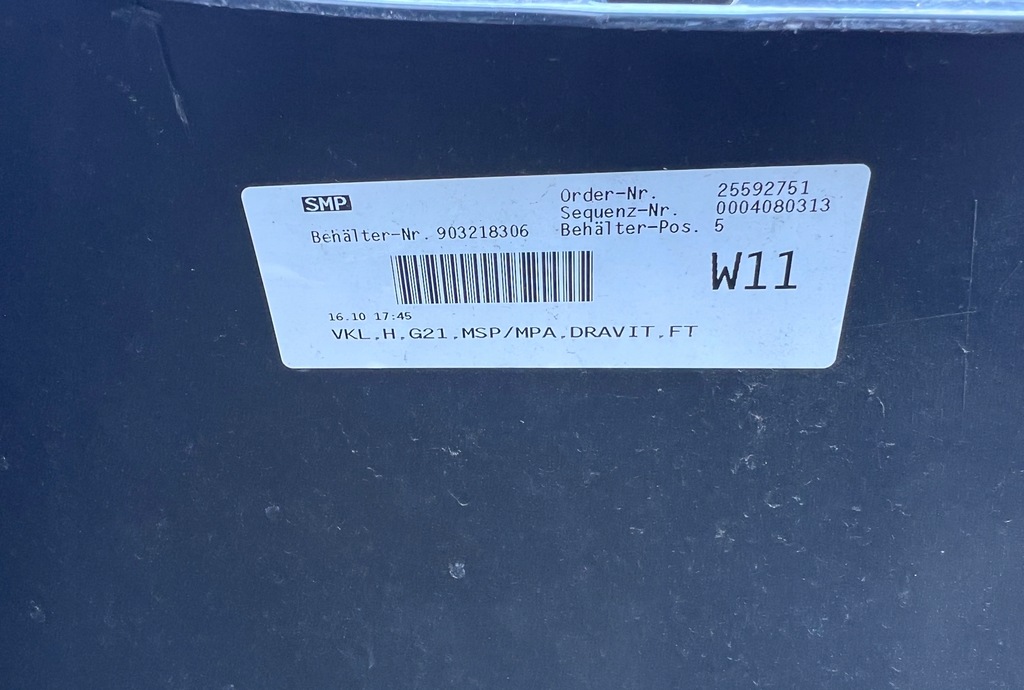 SMP
Order-Nr. 25592751
Sequenz-Nr. 0004080313
Behälter-Nr. 903218306 Behälter-Pos. 5
W11
16.10 17:45
VKL.H.G21.MSP/MPA.DRAVIT.FT